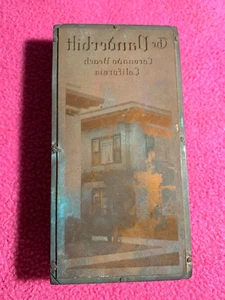 The Vanderbilt
Coronado Beach
California